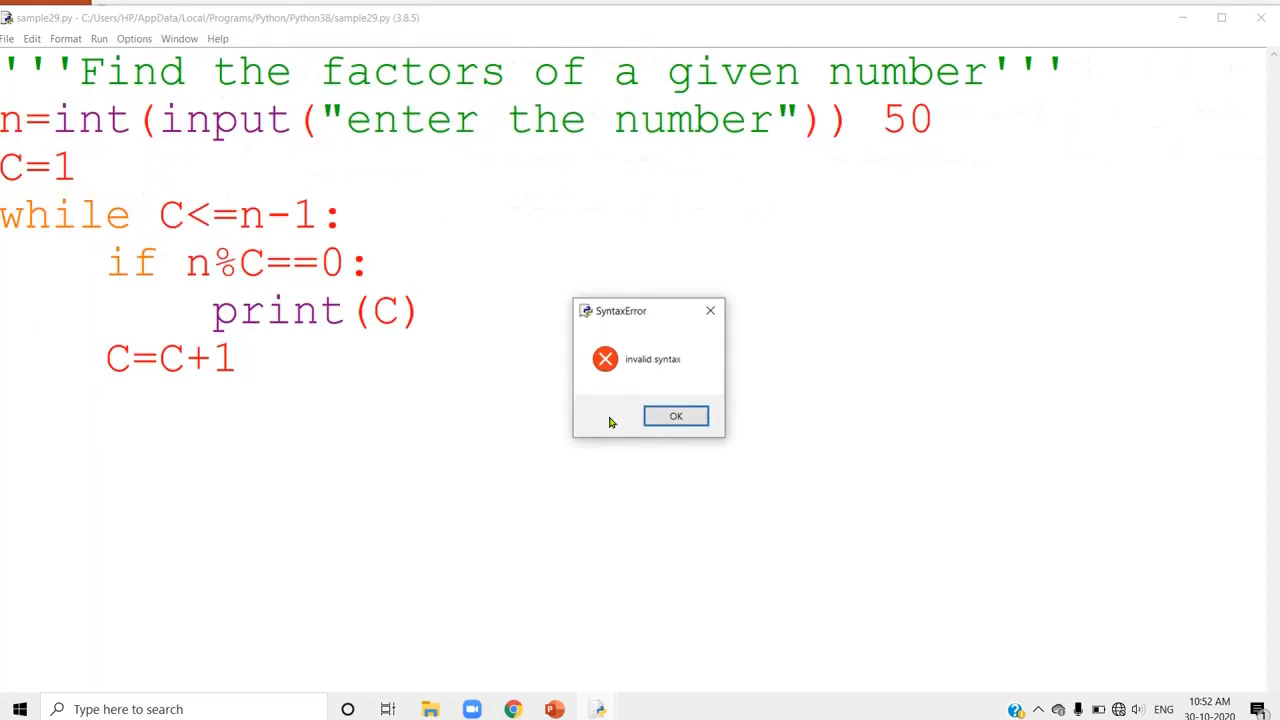 sample29.py - C:/Users/HP/AppData/Local/Programs/Python/Python38/sample29.py (3.8.5)
File Edit Format Run Options Window Help
'''Find the factors of a given number'''
n=int(input("enter the number")) 50
C=1
while C<=n-1:
if n%C==0:
print(C)
C=C+1
SyntaxError
invalid syntax
OK
Type here to search
ENG
10:52 AM
30-10-2020